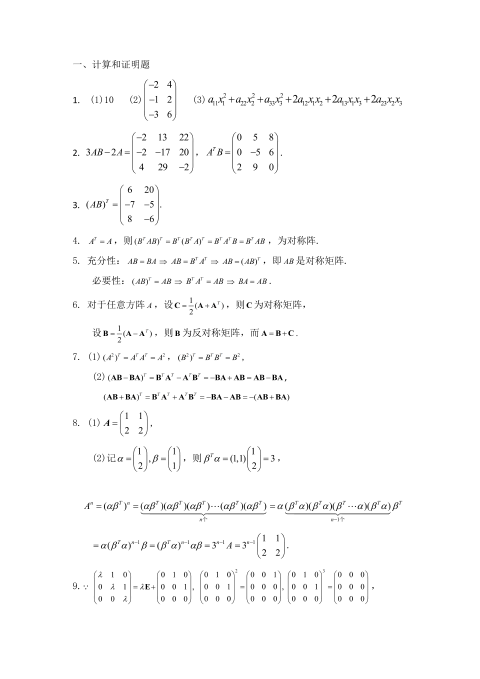 一、计算和证明题
1. (1)10 (2) $\begin{pmatrix} -2 & 4 \\ -1 & 2 \\ -3 & 6 \end{pmatrix}$ (3) $a_{11}x_1^2+a_{22}x_2^2+a_{33}x_3^2+2a_{12}x_1x_2+2a_{13}x_1x_3+2a_{23}x_2x_3$
2. $3AB-2A=\begin{pmatrix} -2 & 13 & 22 \\ -2 & -17 & 20 \\ 4 & 29 & -2 \end{pmatrix}$, $A^TB=\begin{pmatrix} 0 & 5 & 8 \\ 0 & -5 & 6 \\ 2 & 9 & 0 \end{pmatrix}$.
3. $(AB)^T=\begin{pmatrix} 6 & 20 \\ -7 & -5 \\ 8 & -6 \end{pmatrix}$.
4. $A^T=A$,则$(B^TAB)^T=B^T(B^TA)^T=B^TA^TB=B^TAB$,为对称阵.
5. 充分性: $AB=BA \Rightarrow AB=B^TA^T \Rightarrow AB=(AB)^T$,即$AB$是对称矩阵.
必要性:$(AB)^T=AB \Rightarrow B^TA^T=AB \Rightarrow BA=AB$.
6. 对于任意方阵$A$,设$\mathbf{C}=\frac{1}{2}(\mathbf{A}+\mathbf{A}^T)$,则$\mathbf{C}$为对称矩阵,
设$\mathbf{B}=\frac{1}{2}(\mathbf{A}-\mathbf{A}^T)$,则$\mathbf{B}$为反对称矩阵,而$\mathbf{A}=\mathbf{B}+\mathbf{C}$.
7. (1)$(A^2)^T=A^TA^T=A^2$, $(B^2)^T=B^TB^T=B^2$,
(2)$(\mathbf{AB}-\mathbf{BA})^T=\mathbf{B}^T\mathbf{A}^T-\mathbf{A}^T\mathbf{B}^T=-\mathbf{BA}+\mathbf{AB}=\mathbf{AB}-\mathbf{BA}$,
$(\mathbf{AB}+\mathbf{BA})^T=\mathbf{B}^T\mathbf{A}^T+\mathbf{A}^T\mathbf{B}^T=-\mathbf{BA}-\mathbf{AB}=-(\mathbf{AB}+\mathbf{BA})$
8. (1) $A=\begin{pmatrix} 1 & 1 \\ 2 & 2 \end{pmatrix}$,
(2)记$\alpha=\begin{pmatrix} 1 \\ 2 \end{pmatrix},\beta=\begin{pmatrix} 1 \\ 1 \end{pmatrix}$,则$\beta^T\alpha=(1,1)\begin{pmatrix} 1 \\ 2 \end{pmatrix}=3$,
$A^n=(\alpha\beta^T)^n=\underbrace{(\alpha\beta^T)(\alpha\beta^T)(\alpha\beta^T)\cdots(\alpha\beta^T)(\alpha\beta^T)}_{n个}=\alpha\underbrace{(\beta^T\alpha)(\beta^T\alpha)(\beta^T\cdots\alpha)(\beta^T\alpha)}_{n-1个}\beta^T$
$=\alpha(\beta^T\alpha)^{n-1}\beta=(\beta^T\alpha)^{n-1}\alpha\beta=3^{n-1}A=3^{n-1}\begin{pmatrix} 1 & 1 \\ 2 & 2 \end{pmatrix}$.
9.∵ $\begin{pmatrix} \lambda & 1 & 0 \\ 0 & \lambda & 1 \\ 0 & 0 & \lambda \end{pmatrix}=\lambda\mathbf{E}+\begin{pmatrix} 0 & 1 & 0 \\ 0 & 0 & 1 \\ 0 & 0 & 0 \end{pmatrix},\begin{pmatrix} 0 & 1 & 0 \\ 0 & 0 & 1 \\ 0 & 0 & 0 \end{pmatrix}^2=\begin{pmatrix} 0 & 0 & 1 \\ 0 & 0 & 0 \\ 0 & 0 & 0 \end{pmatrix},\begin{pmatrix} 0 & 1 & 0 \\ 0 & 0 & 1 \\ 0 & 0 & 0 \end{pmatrix}^3=\begin{pmatrix} 0 & 0 & 0 \\ 0 & 0 & 0 \\ 0 & 0 & 0 \end{pmatrix}$,